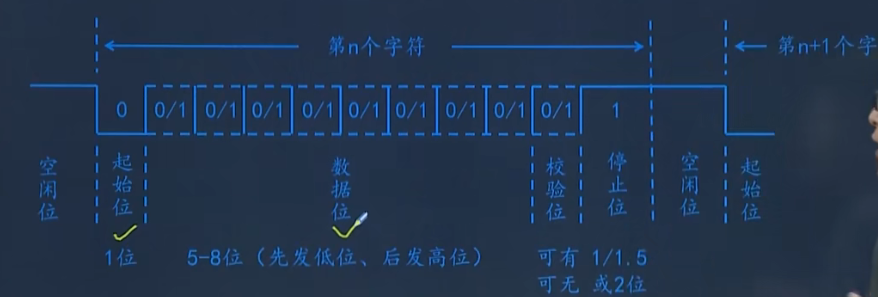 第n个字符 第n+1个字
0 0/1 0/1 0/1 0/1 0/1 0/1 0/1 0/1 0/1 1
空闲位 起始位 数据位 校验位 停止位 空闲位 起始位
1位 5-8位（先发低位、后发高位） 可有 1/1.5
可无 或2位